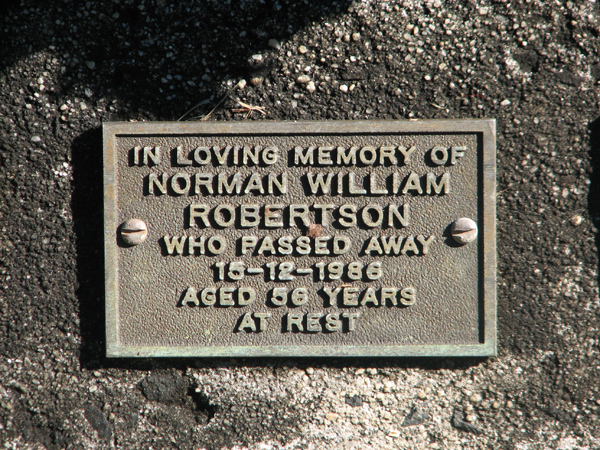 IN LOVING MEMORY OF
NORMAN WILLIAM
ROBERTSON
WHO PASSED AWAY
15-12-1986
AGED 56 YEARS
AT REST